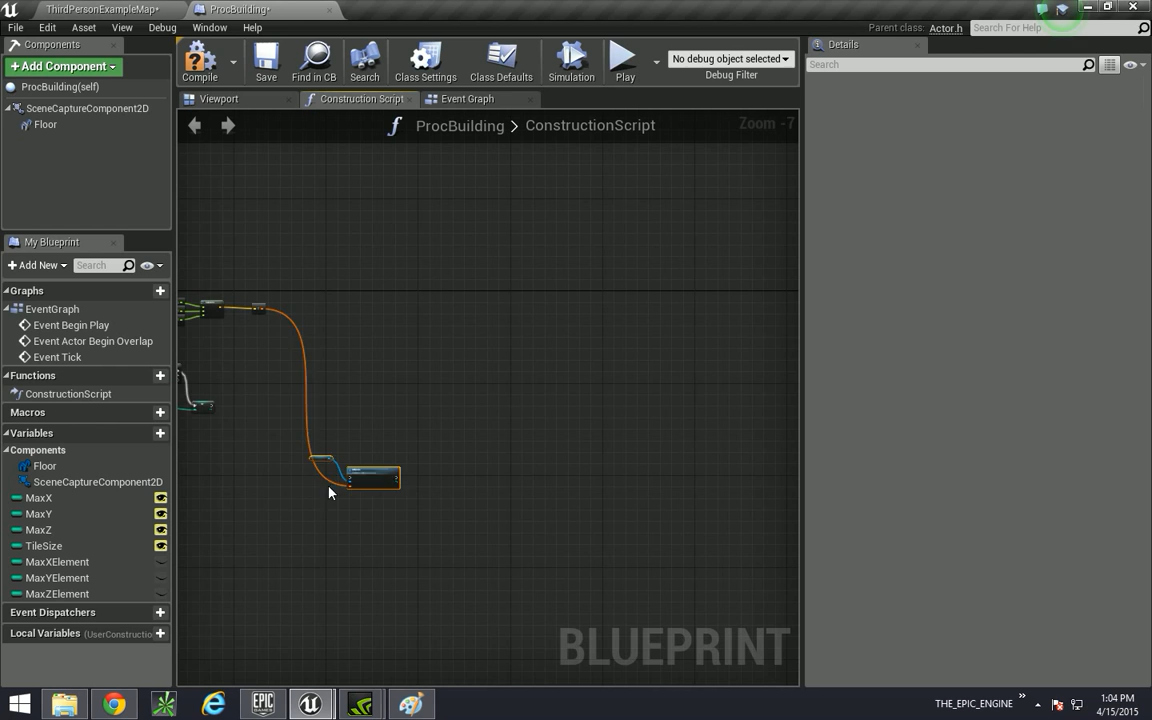 ThirdPersonExampleMap*
ProcBuilding*
File Edit Asset View Debug Window Help
Parent class: Actor.h Search For Help
Components
+Add Component
ProcBuilding(self)
SceneCaptureComponent2D
Floor
Compile Save Find in CB Search Class Settings Class Defaults Simulation Play
No debug object selected
Debug Filter
Details
Search
Viewport
Construction Script
Event Graph
ProcBuilding > ConstructionScript
Zoom -7
My Blueprint
+Add New Search
Graphs
EventGraph
Event Begin Play
Event Actor Begin Overlap
Event Tick
Functions
ConstructionScript
Macros
Variables
Components
Floor
SceneCaptureComponent2D
MaxX
MaxY
MaxZ
TileSize
MaxXElement
MaxYElement
MaxZElement
Event Dispatchers
Local Variables (UserConstructio
BLUEPRINT
EPIC GAMES
THE_EPIC_ENGINE
1:04 PM
4/15/2015